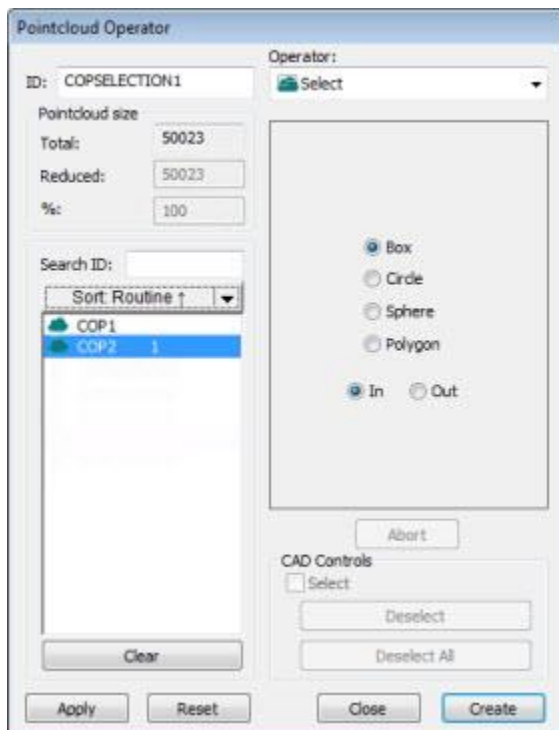 Pointcloud Operator
ID: COPSELECTION1
Operator:
Select
Pointcloud size
Total: 50023
Reduced: 50023
%: 100
Search ID:
Sort: Routine ↑
COP1
COP2 1
Clear
Box
Circle
Sphere
Polygon
In Out
Abort
CAD Controls
Select
Deselect
Deselect All
Apply Reset Close Create